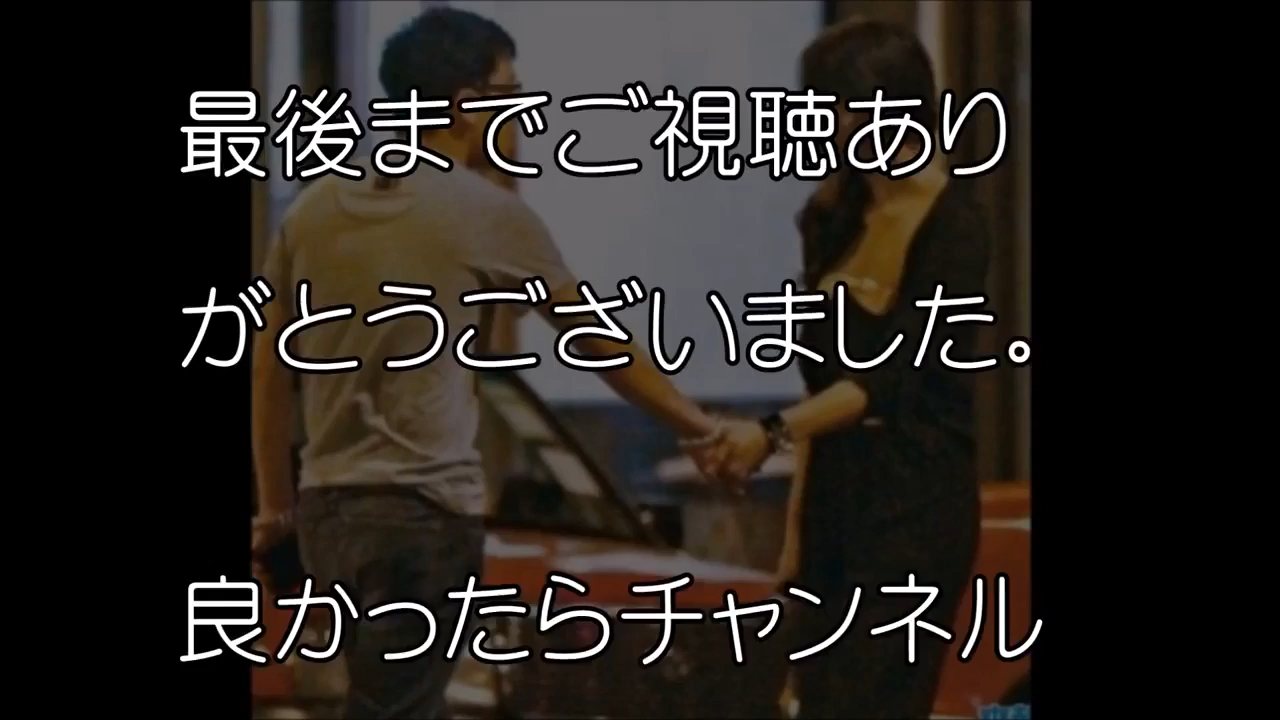 最後までご視聴あり
がとうございました。
良かったらチャンネル